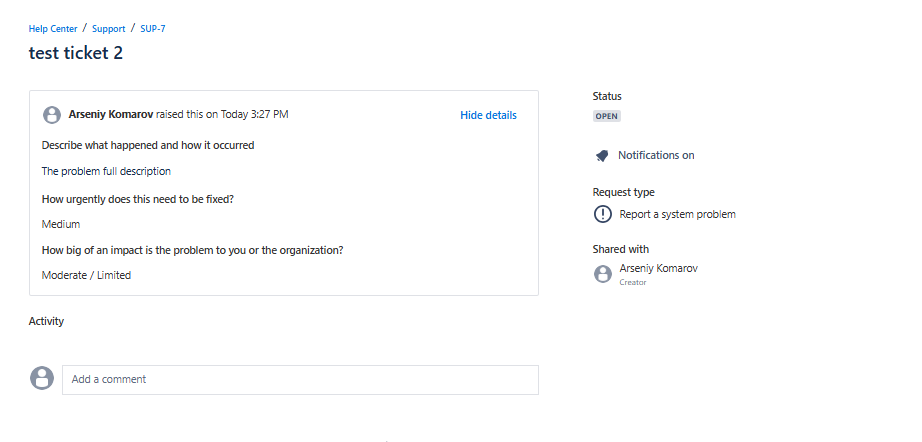 Help Center / Support / SUP-7
test ticket 2
Arseniy Komarov raised this on Today 3:27 PM
Hide details
Describe what happened and how it occurred
The problem full description
How urgently does this need to be fixed?
Medium
How big of an impact is the problem to you or the organization?
Moderate / Limited
Activity
Add a comment
Status
OPEN
Notifications on
Request type
Report a system problem
Shared with
Arseniy Komarov
Creator